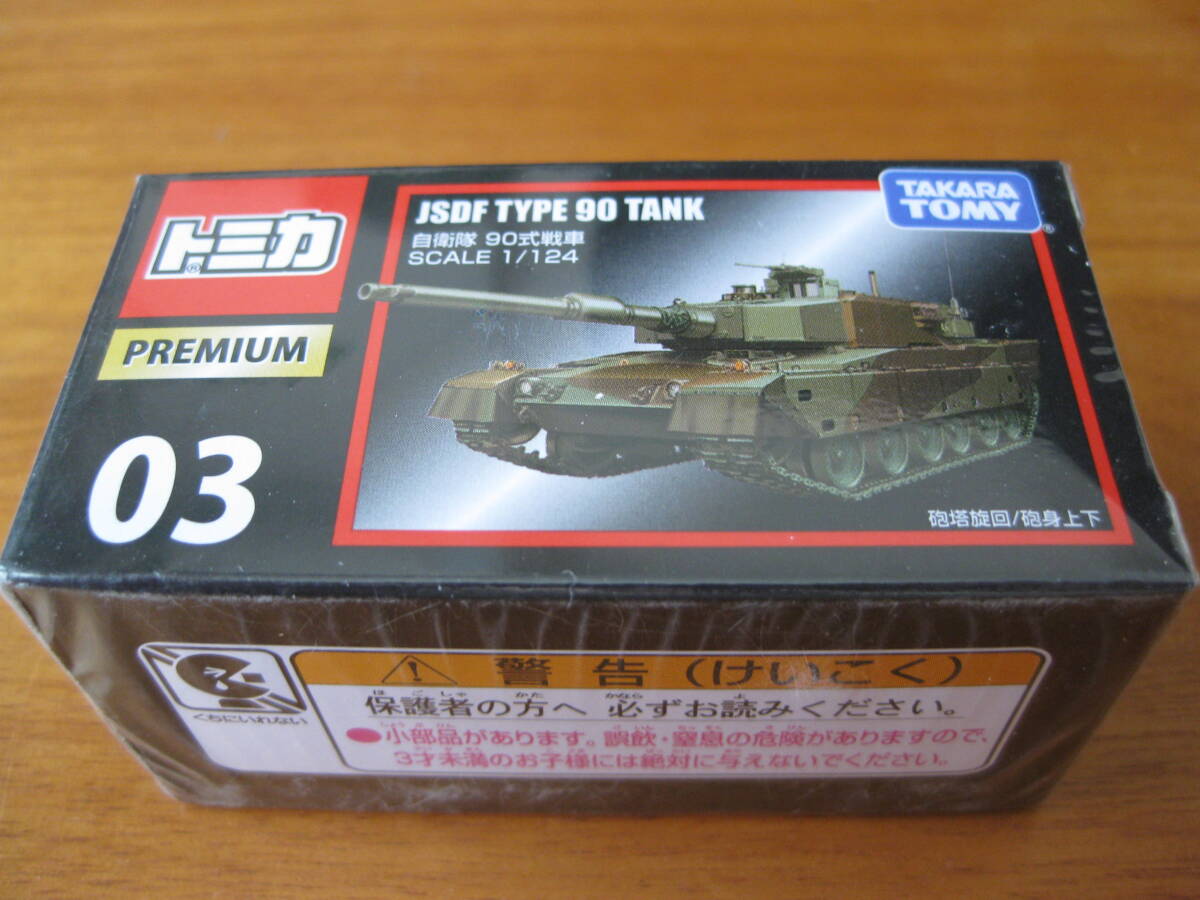 トミカ
®
PREMIUM
03
JSDF TYPE 90 TANK
自衛隊 90式戦車
SCALE 1/124
TAKARA
TOMY
®
砲塔旋回/砲身上下
くちにいれない
警告(けいこく)
保護者の方へ 必ずお読みください。
●小部品があります。誤飲・窒息の危険がありますので、
3才未満のお子様には絶対に与えないでください。